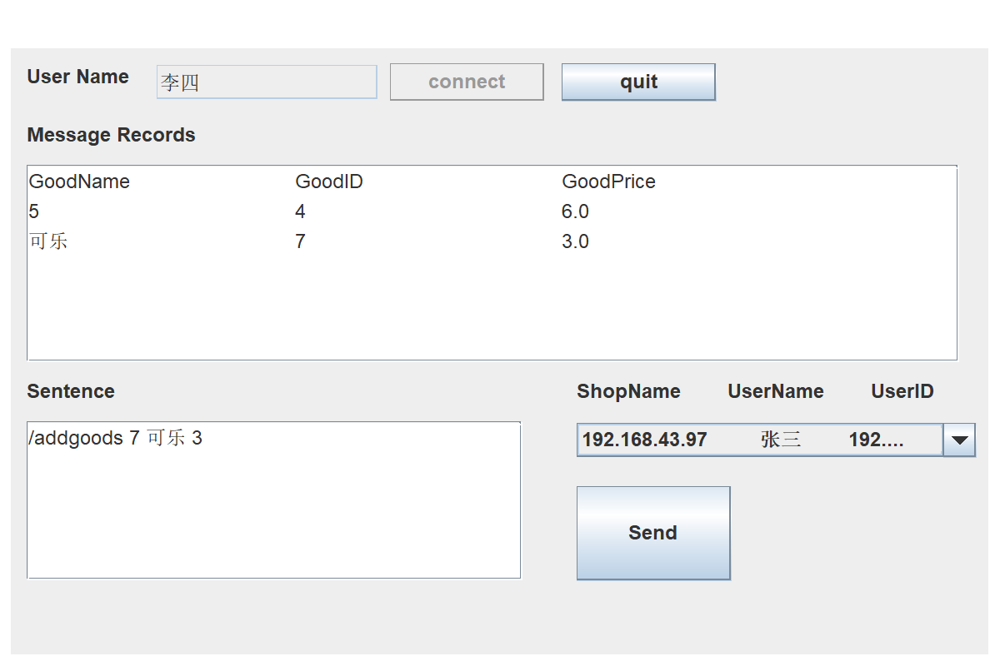 User Name 李四 connect quit
Message Records
GoodName GoodID GoodPrice
5 4 6.0
可乐 7 3.0
Sentence ShopName UserName UserID
/addgoods 7 可乐 3 192.168.43.97 张三 192....
Send